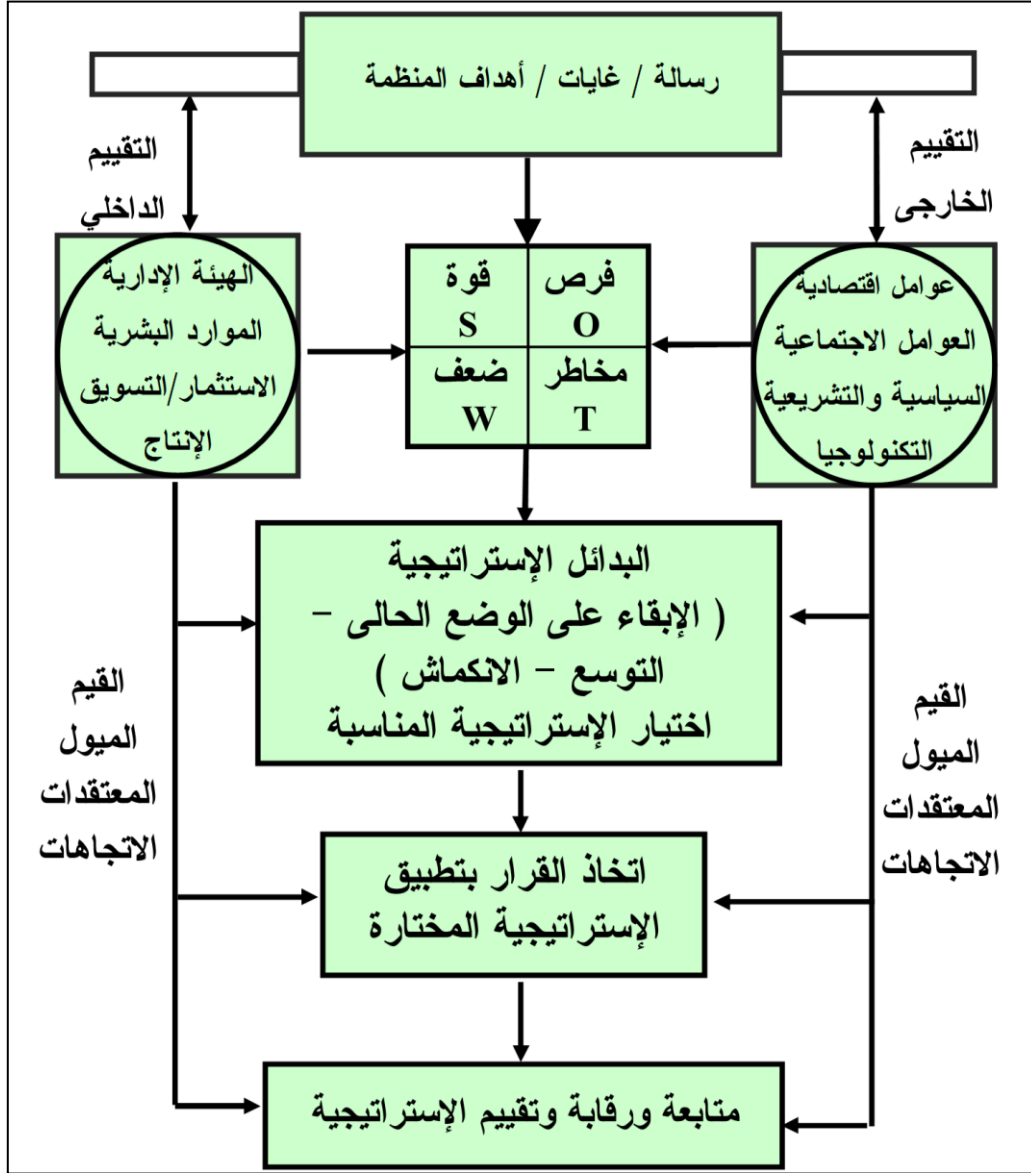 رسالة / غايات / أهداف المنظمة
التقييم
الخارجى
التقييم
الداخلي
عوامل اقتصادية
العوامل الاجتماعية
السياسية والتشريعية
التكنولوجيا
فرص
O
قوة
S
مخاطر
T
ضعف
W
الهيئة الإدارية
الموارد البشرية
الاستثمار/التسويق
الإنتاج
البدائل الإستراتيجية
( الإبقاء على الوضع الحالى -
التوسع - الانكماش )
اختيار الإستراتيجية المناسبة
القيم
الميول
المعتقدات
الاتجاهات
القيم
الميول
المعتقدات
الاتجاهات
اتخاذ القرار بتطبيق
الإستراتيجية المختارة
متابعة ورقابة وتقييم الإستراتيجية